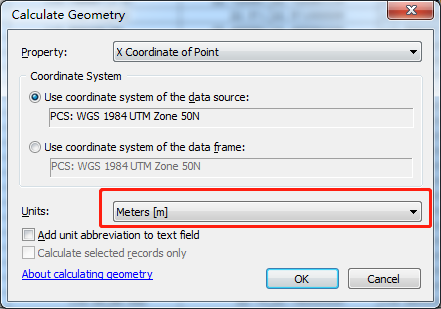 Calculate Geometry
Property: X Coordinate of Point
Coordinate System
Use coordinate system of the data source:
PCS: WGS 1984 UTM Zone 50N
Use coordinate system of the data frame:
PCS: WGS 1984 UTM Zone 50N
Units: Meters [m]
Add unit abbreviation to text field
Calculate selected records only
About calculating geometry OK Cancel